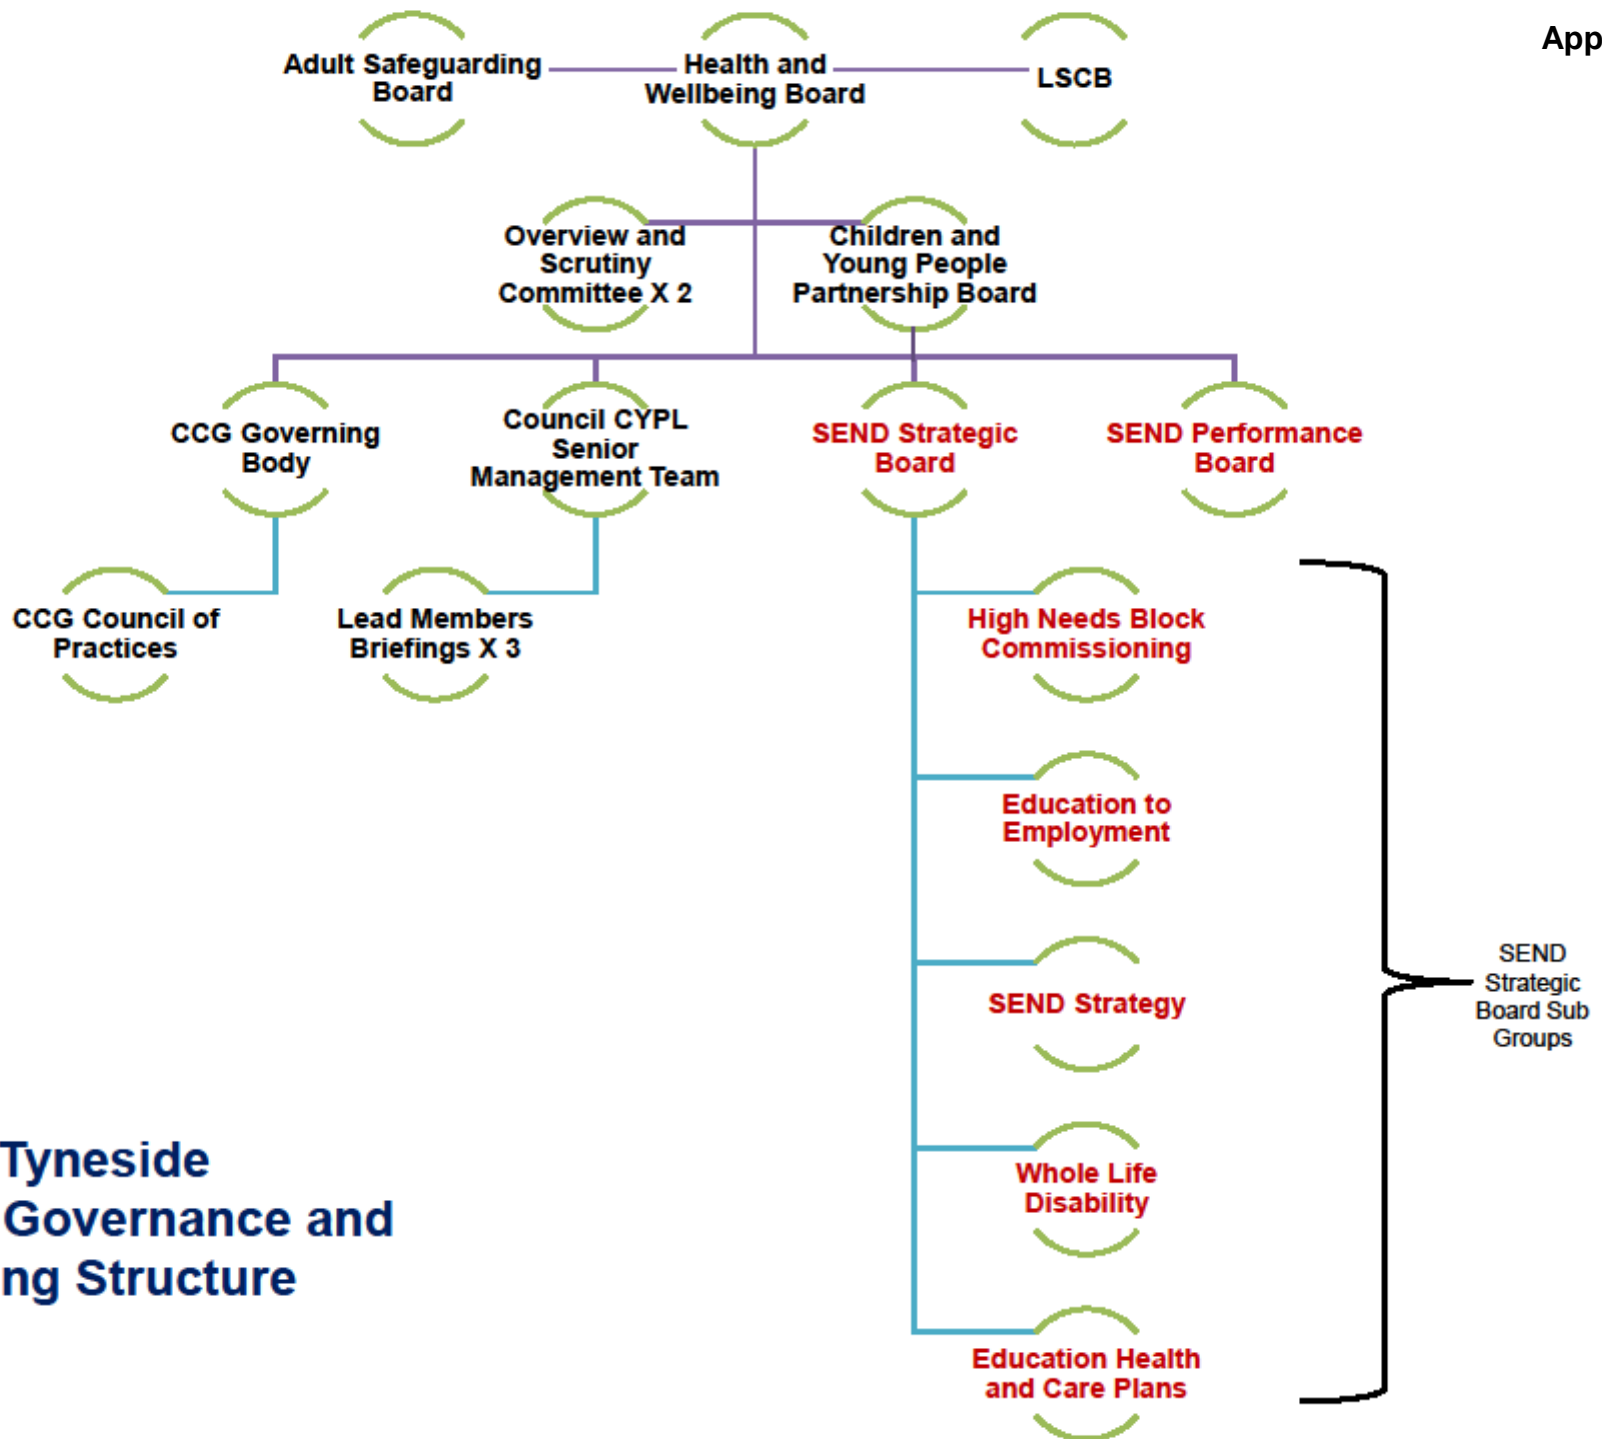 App
Adult Safeguarding
Board
Health and
Wellbeing Board
LSCB
Overview and
Scrutiny
Committee X 2
Children and
Young People
Partnership Board
CCG Governing
Body
Council CYPL
Senior
Management Team
SEND Strategic
Board
SEND Performance
Board
CCG Council of
Practices
Lead Members
Briefings X 3
High Needs Block
Commissioning
Education to
Employment
SEND Strategy
Whole Life
Disability
Education Health
and Care Plans
SEND
Strategic
Board Sub
Groups
Tyneside
Governance and
ng Structure